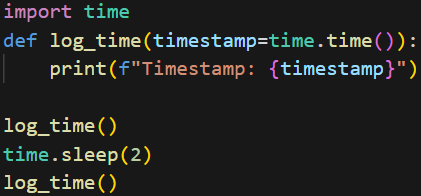 import time
def log_time(timestamp=time.time()):
    print(f"Timestamp: {timestamp}")

log_time()
time.sleep(2)
log_time()